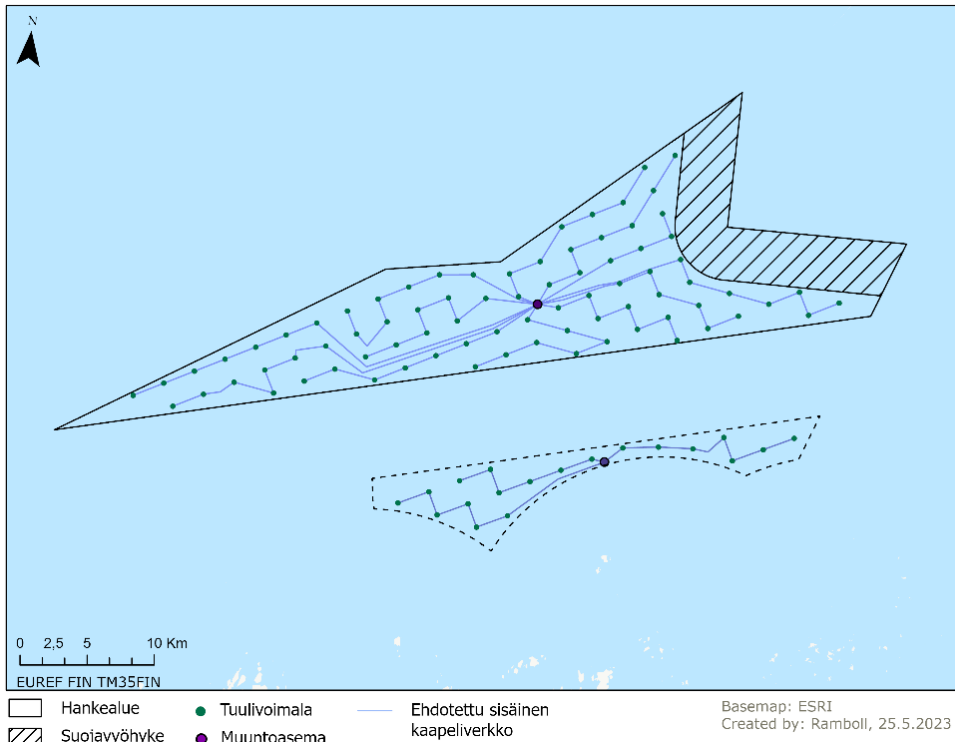 N
0 2,5 5 10 Km
EUREF FIN TM35FIN
Hankealue
Tuulivoimala
Ehdotettu sisäinen
kaapeliverkko
Suojavyöhyke
Muuntoasema
Basemap: ESRI
Created by: Ramboll, 25.5.2023